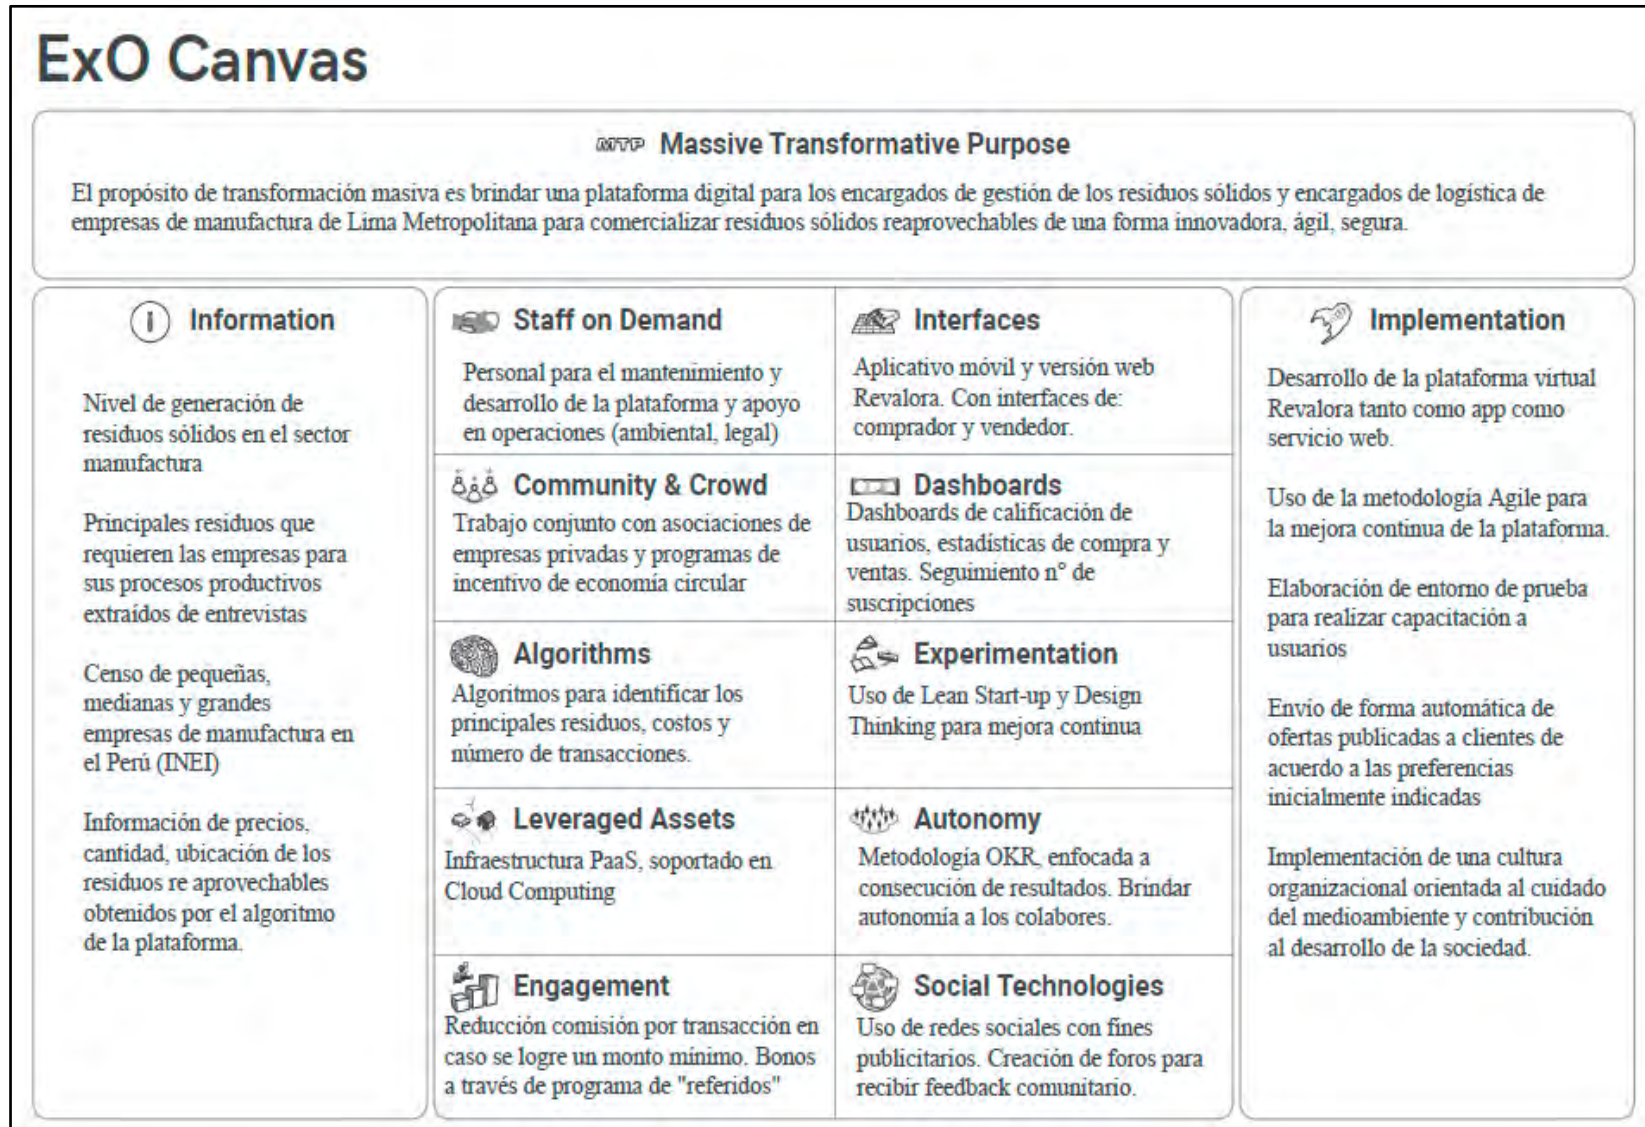 ExO Canvas
MTP Massive Transformative Purpose
El propósito de transformación masiva es brindar una plataforma digital para los encargados de gestión de los residuos sólidos y encargados de logística de
empresas de manufactura de Lima Metropolitana para comercializar residuos sólidos reaprovechables de una forma innovadora, ágil, segura.
i Information
Nivel de generación de
residuos sólidos en el sector
manufactura
Principales residuos que
requieren las empresas para
sus procesos productivos
extraídos de entrevistas
Censo de pequeñas,
medianas y grandes
empresas de manufactura en
el Perú (INEI)
Información de precios,
cantidad, ubicación de los
residuos re aprovechables
obtenidos por el algoritmo
de la plataforma.
Staff on Demand
Personal para el mantenimiento y
desarrollo de la plataforma y apoyo
en operaciones (ambiental, legal)
Community & Crowd
Trabajo conjunto con asociaciones de
empresas privadas y programas de
incentivo de economía circular
Algorithms
Algoritmos para identificar los
principales residuos, costos y
número de transacciones.
Leveraged Assets
Infraestructura PaaS, soportado en
Cloud Computing
Engagement
Reducción comisión por transacción en
caso se logre un monto mínimo. Bonos
a través de programa de "referidos"
Interfaces
Aplicativo móvil y versión web
Revalora. Con interfaces de:
comprador y vendedor.
Dashboards
Dashboards de calificación de
usuarios, estadísticas de compra y
ventas. Seguimiento n° de
suscripciones
Experimentation
Uso de Lean Start-up y Design
Thinking para mejora continua
Autonomy
Metodología OKR, enfocada a
consecución de resultados. Brindar
autonomía a los colabores.
Social Technologies
Uso de redes sociales con fines
publicitarios. Creación de foros para
recibir feedback comunitario.
Implementation
Desarrollo de la plataforma virtual
Revalora tanto como app como
servicio web.
Uso de la metodología Agile para
la mejora continua de la plataforma.
Elaboración de entorno de prueba
para realizar capacitación a
usuarios
Envío de forma automática de
ofertas publicadas a clientes de
acuerdo a las preferencias
inicialmente indicadas
Implementación de una cultura
organizacional orientada al cuidado
del medioambiente y contribución
al desarrollo de la sociedad.